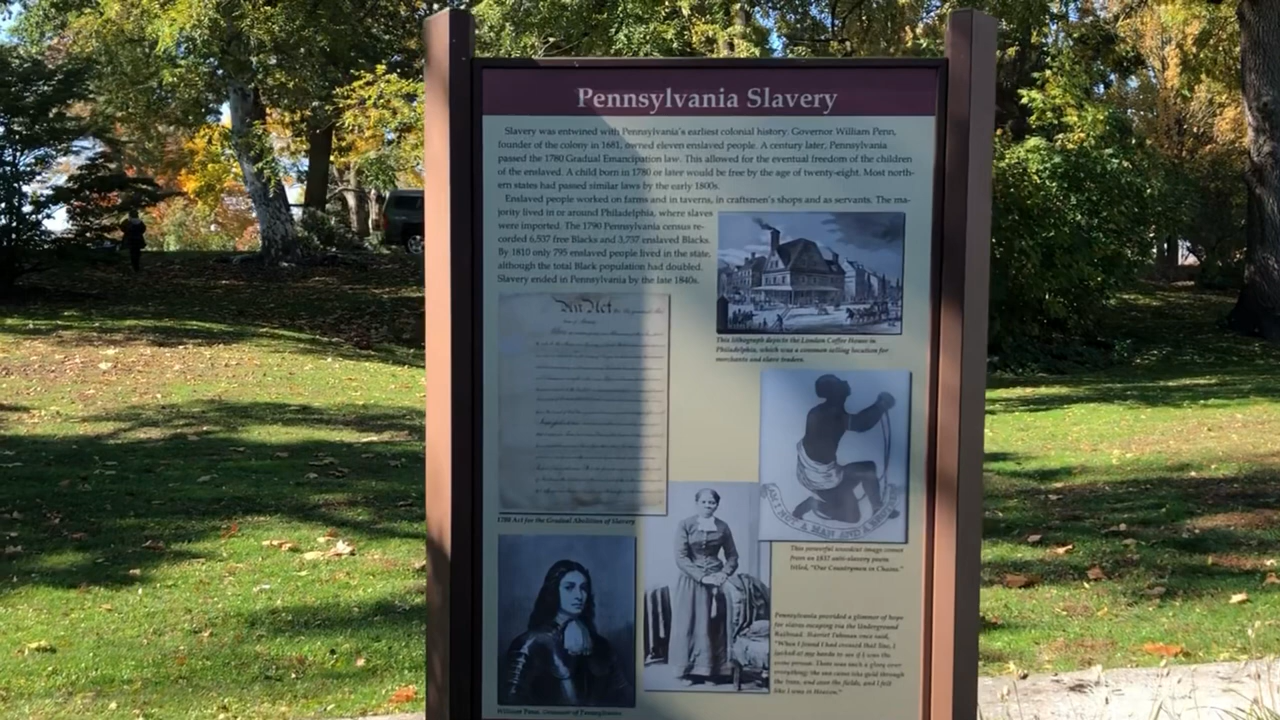 Pennsylvania Slavery
Slavery was entwined with Pennsylvania's earliest colonial history. Governor William Penn,
founder of the colony in 1681, owned eleven enslaved people. A century later, Pennsylvania
passed the 1780 Gradual Emancipation law. This allowed for the eventual freedom of the children
of the enslaved. A child born in 1780 or later would be free by the age of twenty-eight. Most north-
ern states had passed similar laws by the early 1800s.
Enslaved people worked on farms and in taverns, in craftsmen's shops and as servants. The ma-
jority lived in or around Philadelphia, where slaves
were imported. The 1790 Pennsylvania census re-
corded 6,537 free Blacks and 3,737 enslaved Blacks.
By 1810 only 795 enslaved people lived in the state,
although the total Black population had doubled.
Slavery ended in Pennsylvania by the late 1840s.
This lithograph depicts the London Coffee House in
Philadelphia, which was a common selling location for
merchants and slave traders.
An Act
1780 Act for the Gradual Abolition of Slavery
AM I NOT A MAN AND A BROTHER
This powerful woodcut image comes
from an 1837 anti-slavery poem
titled, "Our Countrymen in Chains."
Pennsylvania provided a glimmer of hope
for slaves escaping via the Underground
Railroad. Harriet Tubman once said,
"When I found I had crossed that line, I
looked at my hands to see if I was the
same person. There was such a glory over
everything; the sun came like gold through
the trees, and over the fields, and I felt
like I was in Heaven."
William Penn, Governor of Pennsylvania